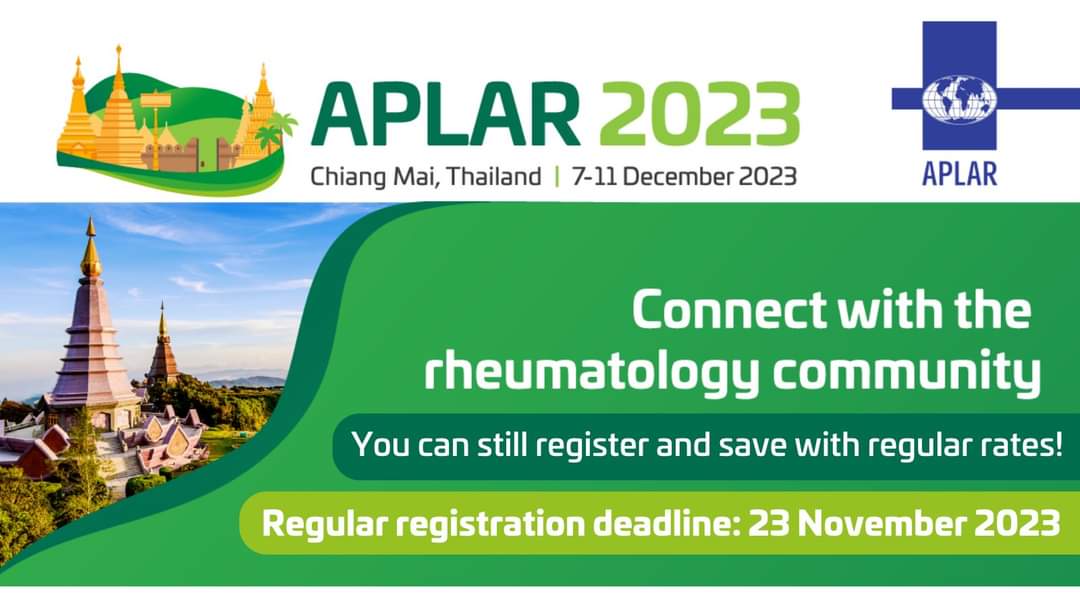 APLAR 2023
Chiang Mai, Thailand | 7-11 December 2023
APLAR
Connect with the
rheumatology community
You can still register and save with regular rates!
Regular registration deadline: 23 November 2023